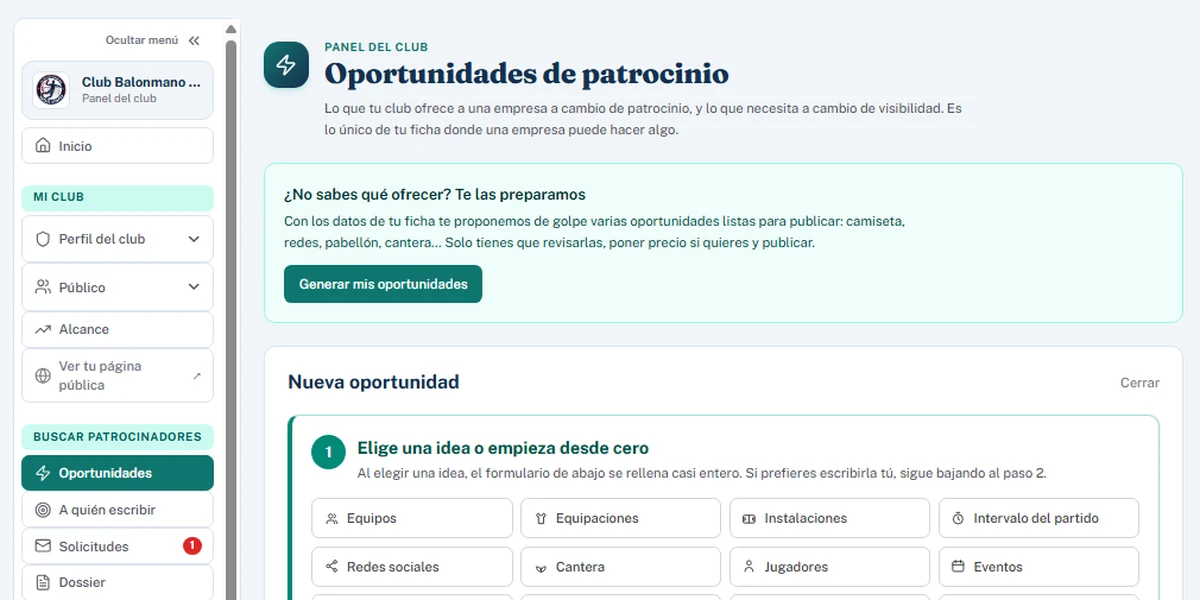 Ocultar menú
Club Balonmano ...
Panel del club
Inicio
MI CLUB
Perfil del club
Público
Alcance
Ver tu página
pública
BUSCAR PATROCINADORES
Oportunidades
A quién escribir
Solicitudes 1
Dossier
PANEL DEL CLUB
Oportunidades de patrocinio
Lo que tu club ofrece a una empresa a cambio de patrocinio, y lo que necesita a cambio de visibilidad. Es
lo único de tu ficha donde una empresa puede hacer algo.
¿No sabes qué ofrecer? Te las preparamos
Con los datos de tu ficha te proponemos de golpe varias oportunidades listas para publicar: camiseta,
redes, pabellón, cantera... Solo tienes que revisarlas, poner precio si quieres y publicar.
Generar mis oportunidades
Nueva oportunidad
Cerrar
1 Elige una idea o empieza desde cero
Al elegir una idea, el formulario de abajo se rellena casi entero. Si prefieres escribirla tú, sigue bajando al paso 2.
Equipos
Equipaciones
Instalaciones
Intervalo del partido
Redes sociales
Cantera
Jugadores
Eventos